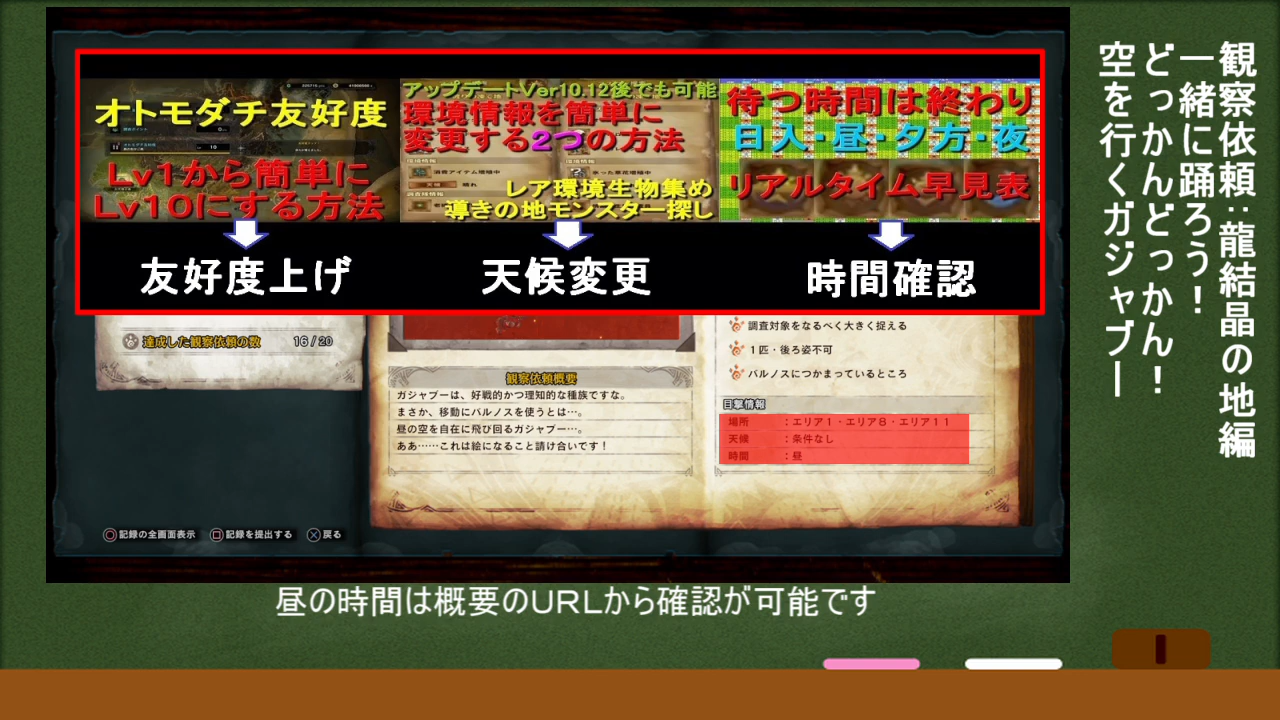 オトモダチ友好度
Lv1から簡単に
Lv10にする方法
アップデートVer10.12後でも可能
環境情報を簡単に
変更する2つの方法
レア環境生物集め
導きの地モンスター探し
待つ時間は終わり
日入・昼・夕方・夜
リアルタイム早見表
友好度上げ
天候変更
時間確認
達成した観察依頼の数 16/20
観察依頼概要
ガジャブーは、好戦的かつ理知的な種族ですな。
まさか、移動にバルノスを使うとは…。
昼の空を自在に飛び回るガジャブー…。
ああ……これは絵になること請け合いです！
調査対象をなるべく大きく捉える
1匹・後ろ姿不可
バルノスにつかまっているところ
目撃情報
場所 ：エリア1・エリア8・エリア11
天候 ：条件なし
時間 ：昼
記録の全画面表示 記録を提出する 戻る
観察依頼：龍結晶の地編
一緒に踊ろう！
どっかんどっかん！
空を行くガジャブー
昼の時間は概要のURLから確認が可能です